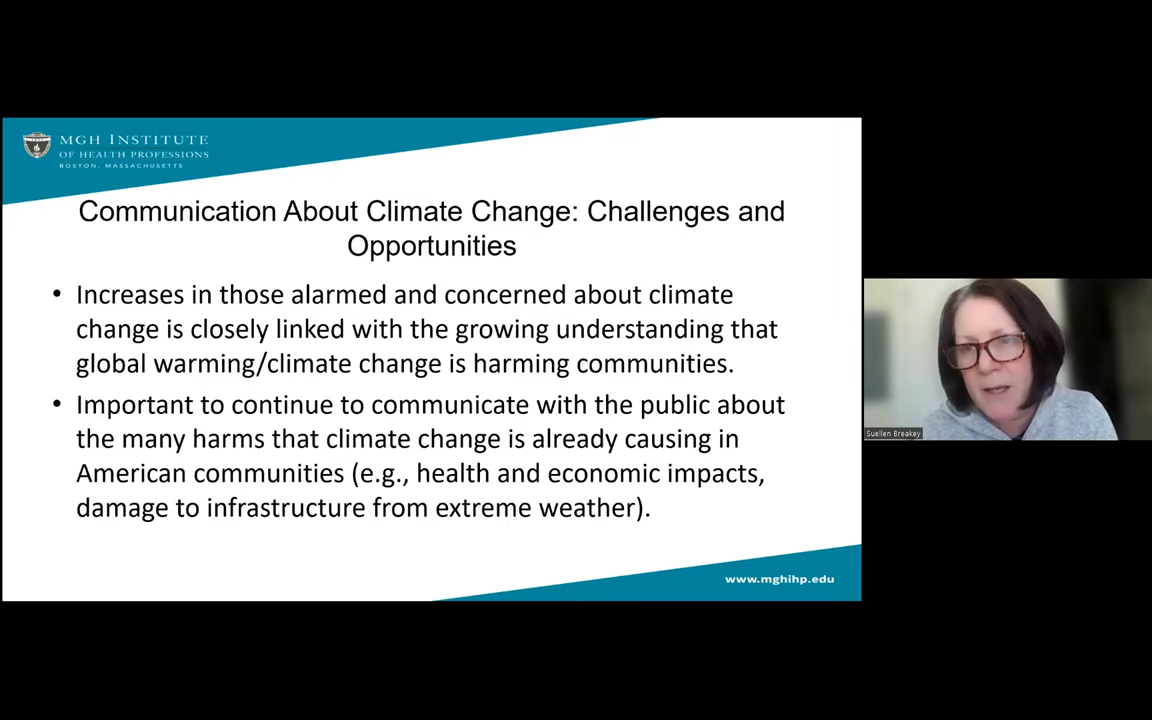 MGH INSTITUTE
OF HEALTH PROFESSIONS
BOSTON, MASSACHUSETTS
Communication About Climate Change: Challenges and
Opportunities
• Increases in those alarmed and concerned about climate
change is closely linked with the growing understanding that
global warming/climate change is harming communities.
• Important to continue to communicate with the public about
the many harms that climate change is already causing in
American communities (e.g., health and economic impacts,
damage to infrastructure from extreme weather).
www.mghihp.edu
Suellen Breakey